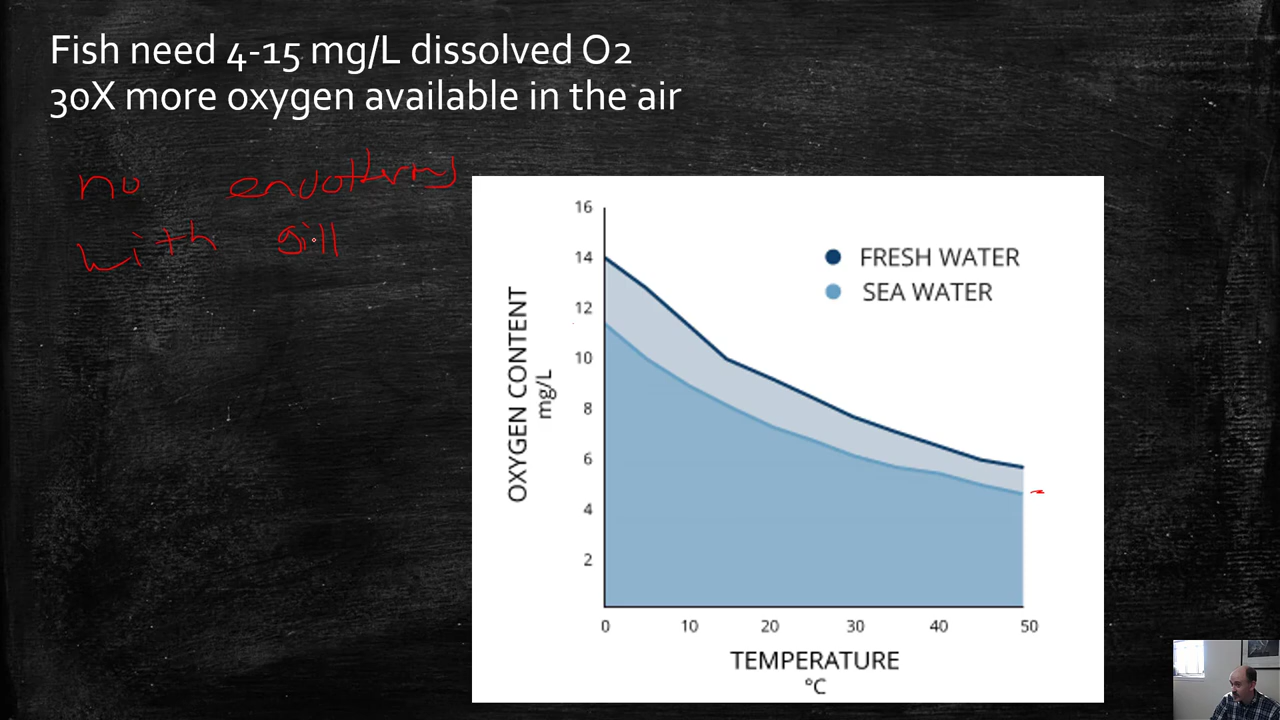 Fish need 4-15 mg/L dissolved O2
30X more oxygen available in the air
no endotherms
with gill
16
14
12
10
8
6
4
2
OXYGEN CONTENT
mg/L
FRESH WATER
SEA WATER
0 10 20 30 40 50
TEMPERATURE
°C